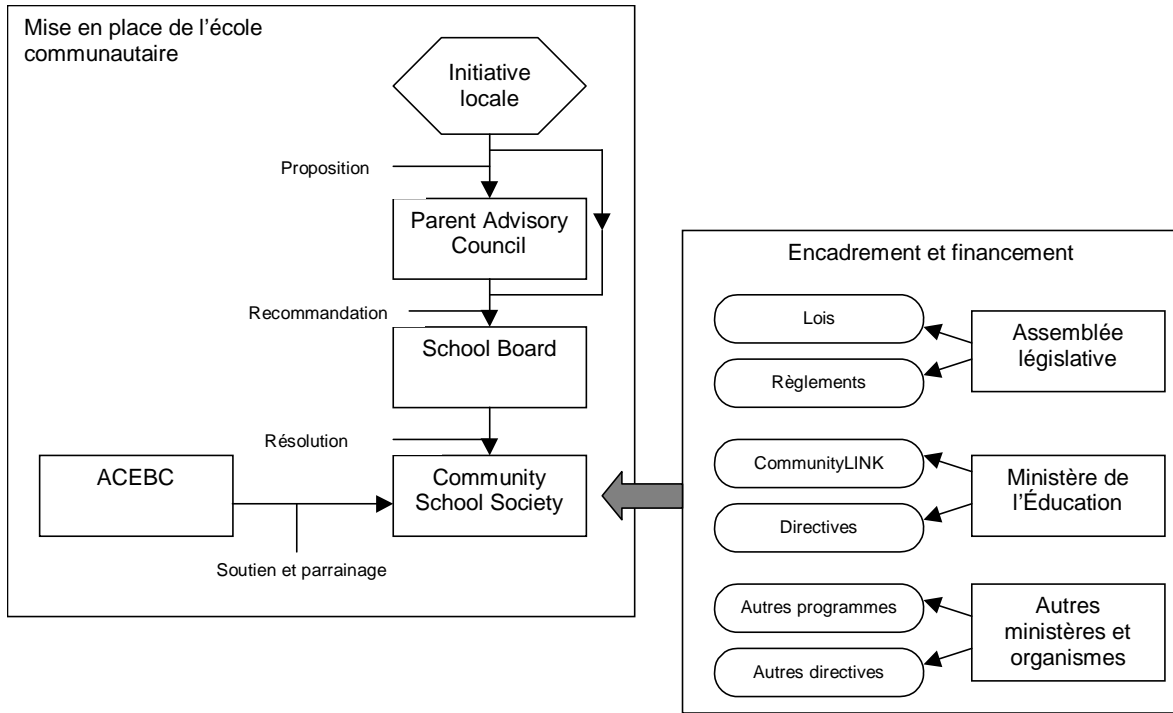 Mise en place de l'école
communautaire
Initiative
locale
Proposition
Parent Advisory
Council
Recommandation
School Board
Résolution
ACEBC
Community
School Society
Soutien et parrainage
Encadrement et financement
Lois
Règlements
Assemblée
législative
CommunityLINK
Directives
Ministère de
l'Éducation
Autres programmes
Autres directives
Autres
ministères et
organismes